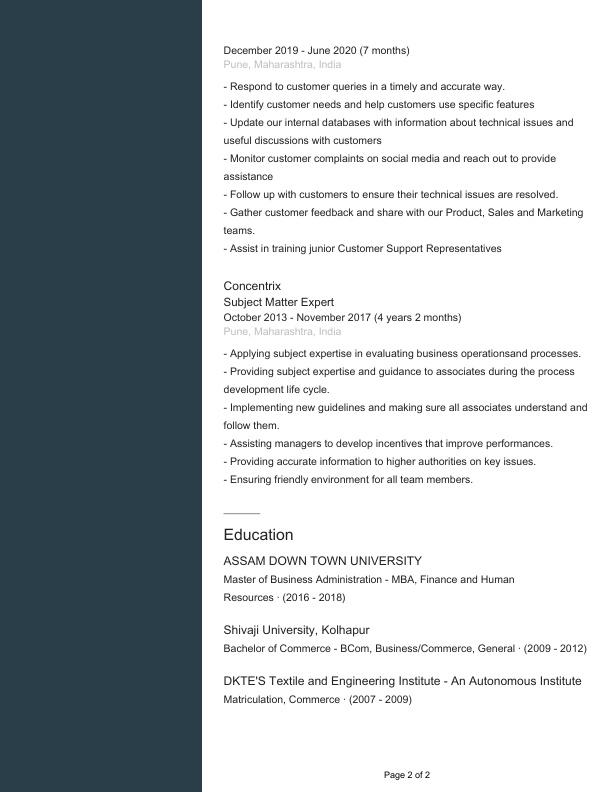 December 2019 - June 2020 (7 months)
Pune, Maharashtra, India
- Respond to customer queries in a timely and accurate way.
- Identify customer needs and help customers use specific features
- Update our internal databases with information about technical issues and
useful discussions with customers
- Monitor customer complaints on social media and reach out to provide
assistance
- Follow up with customers to ensure their technical issues are resolved.
- Gather customer feedback and share with our Product, Sales and Marketing
teams.
- Assist in training junior Customer Support Representatives
Concentrix
Subject Matter Expert
October 2013 - November 2017 (4 years 2 months)
Pune, Maharashtra, India
- Applying subject expertise in evaluating business operationsand processes.
- Providing subject expertise and guidance to associates during the process
development life cycle.
- Implementing new guidelines and making sure all associates understand and
follow them.
- Assisting managers to develop incentives that improve performances.
- Providing accurate information to higher authorities on key issues.
- Ensuring friendly environment for all team members.
Education
ASSAM DOWN TOWN UNIVERSITY
Master of Business Administration - MBA, Finance and Human
Resources · (2016 - 2018)
Shivaji University, Kolhapur
Bachelor of Commerce - BCom, Business/Commerce, General · (2009 - 2012)
DKTE'S Textile and Engineering Institute - An Autonomous Institute
Matriculation, Commerce · (2007 - 2009)
Page 2 of 2